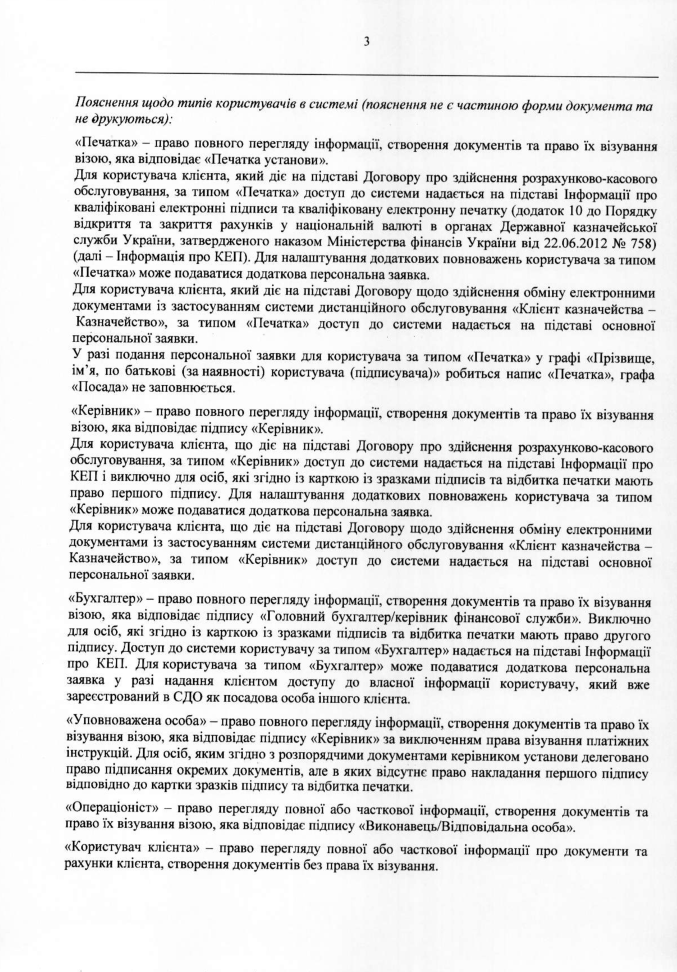 3
Пояснення щодо типів користувачів в системі (пояснення не є частиною форми документа та
не друкуються):
«Печатка» – право повного перегляду інформації, створення документів та право їх візування
візою, яка відповідає «Печатка установи».
Для користувача клієнта, який діє на підставі Договору про здійснення розрахунково-касового
обслуговування, за типом «Печатка» доступ до системи надається на підставі Інформації про
кваліфіковані електронні підписи та кваліфіковану електронну печатку (додаток 10 до Порядку
відкриття та закриття рахунків у національній валюті в органах Державної казначейської
служби України, затвердженого наказом Міністерства фінансів України від 22.06.2012 № 758)
(далі – Інформація про КЕП). Для налаштування додаткових повноважень користувача за типом
«Печатка» може подаватися додаткова персональна заявка.
Для користувача клієнта, який діє на підставі Договору щодо здійснення обміну електронними
документами із застосуванням системи дистанційного обслуговування «Клієнт казначейства –
Казначейство», за типом «Печатка» доступ до системи надається на підставі основної
персональної заявки.
У разі подання персональної заявки для користувача за типом «Печатка» у графі «Прізвище,
ім’я, по батькові (за наявності) користувача (підписувача)» робиться напис «Печатка», графа
«Посада» не заповнюється.
«Керівник» – право повного перегляду інформації, створення документів та право їх візування
візою, яка відповідає підпису «Керівник».
Для користувача клієнта, що діє на підставі Договору про здійснення розрахунково-касового
обслуговування, за типом «Керівник» доступ до системи надається на підставі Інформації про
КЕП і виключно для осіб, які згідно із карткою із зразками підписів та відбитка печатки мають
право першого підпису. Для налаштування додаткових повноважень користувача за типом
«Керівник» може подаватися додаткова персональна заявка.
Для користувача клієнта, що діє на підставі Договору щодо здійснення обміну електронними
документами із застосуванням системи дистанційного обслуговування «Клієнт казначейства –
Казначейство», за типом «Керівник» доступ до системи надається на підставі основної
персональної заявки.
«Бухгалтер» – право повного перегляду інформації, створення документів та право їх візування
візою, яка відповідає підпису «Головний бухгалтер/керівник фінансової служби». Виключно
для осіб, які згідно із карткою із зразками підписів та відбитка печатки мають право другого
підпису. Доступ до системи користувачу за типом «Бухгалтер» надається на підставі Інформації
про КЕП. Для користувача за типом «Бухгалтер» може подаватися додаткова персональна
заявка у разі надання клієнтом доступу до власної інформації користувачу, який вже
зареєстрований в СДО як посадова особа іншого клієнта.
«Уповноважена особа» – право повного перегляду інформації, створення документів та право їх
візування візою, яка відповідає підпису «Керівник» за виключенням права візування платіжних
інструкцій. Для осіб, яким згідно з розпорядчими документами керівником установи делеговано
право підписання окремих документів, але в яких відсутнє право накладання першого підпису
відповідно до картки зразків підпису та відбитка печатки.
«Операціоніст» – право перегляду повної або часткової інформації, створення документів та
право їх візування візою, яка відповідає підпису «Виконавець/Відповідальна особа».
«Користувач клієнта» – право перегляду повної або часткової інформації про документи та
рахунки клієнта, створення документів без права їх візування.